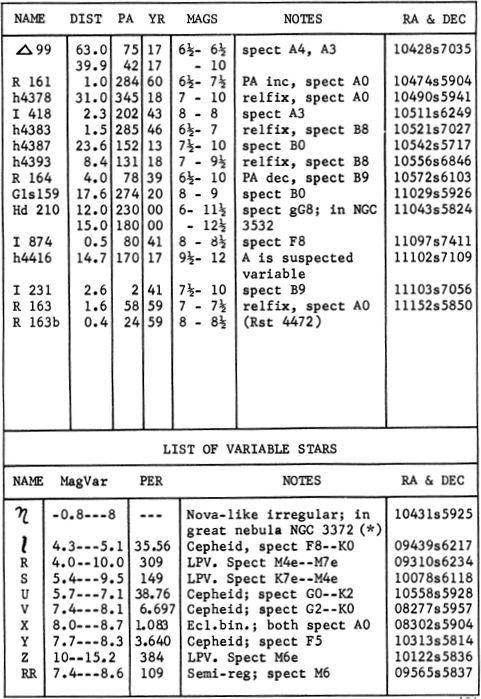 NAME DIST PA YR MAGS NOTES RA & DEC
△99 63.0 75 17 6½- 6½ spect A4, A3 10428s7035
39.9 42 17 - 10
R 161 1.0 284 60 6½- 7½ PA inc, spect A0 10474s5904
h4378 31.0 345 18 7 - 10 relfix, spect A0 10490s5941
I 418 2.3 202 43 8 - 8 spect A3 10511s6249
h4383 1.5 285 46 6½- 7 relfix, spect B8 10521s7027
h4387 23.6 152 13 7½- 10 spect B0 10542s5717
h4393 8.4 131 18 7 - 9½ relfix, spect B8 10556s6846
R 164 4.0 78 39 6½- 10 PA dec, spect B9 10572s6103
Gls159 17.6 274 20 8 - 9 spect B0 11029s5926
Hd 210 12.0 230 00 6- 11½ spect gG8; in NGC 11043s5824
15.0 180 00 - 12½ 3532
I 874 0.5 80 41 8 - 8½ spect F8 11097s7411
h4416 14.7 170 17 9½- 12 A is suspected 11102s7109
variable
I 231 2.6 2 41 7½- 10 spect B9 11103s7056
R 163 1.6 58 59 7 - 7½ relfix, spect A0 11152s5850
R 163b 0.4 24 59 8 - 8½ (Rst 4472)
LIST OF VARIABLE STARS
NAME MagVar PER NOTES RA & DEC
η -0.8---8 --- Nova-like irregular; in 10431s5925
great nebula NGC 3372 (*)
l 4.3---5.1 35.56 Cepheid, spect F8--K0 09439s6217
R 4.0--10.0 309 LPV. Spect M4e--M7e 09310s6234
S 5.4--9.5 149 LPV. Spect K7e--M4e 10078s6118
U 5.7---7.1 38.76 Cepheid; spect G0--K2 10558s5928
V 7.4---8.1 6.697 Cepheid; spect G2--K0 08277s5957
X 8.0---8.7 1.083 Ecl.bin.; both spect A0 08302s5904
Y 7.7---8.3 3.640 Cepheid; spect F5 10313s5814
Z 10--15.2 384 LPV. Spect M6e 10122s5836
RR 7.4---8.6 109 Semi-reg; spect M6 09565s5837